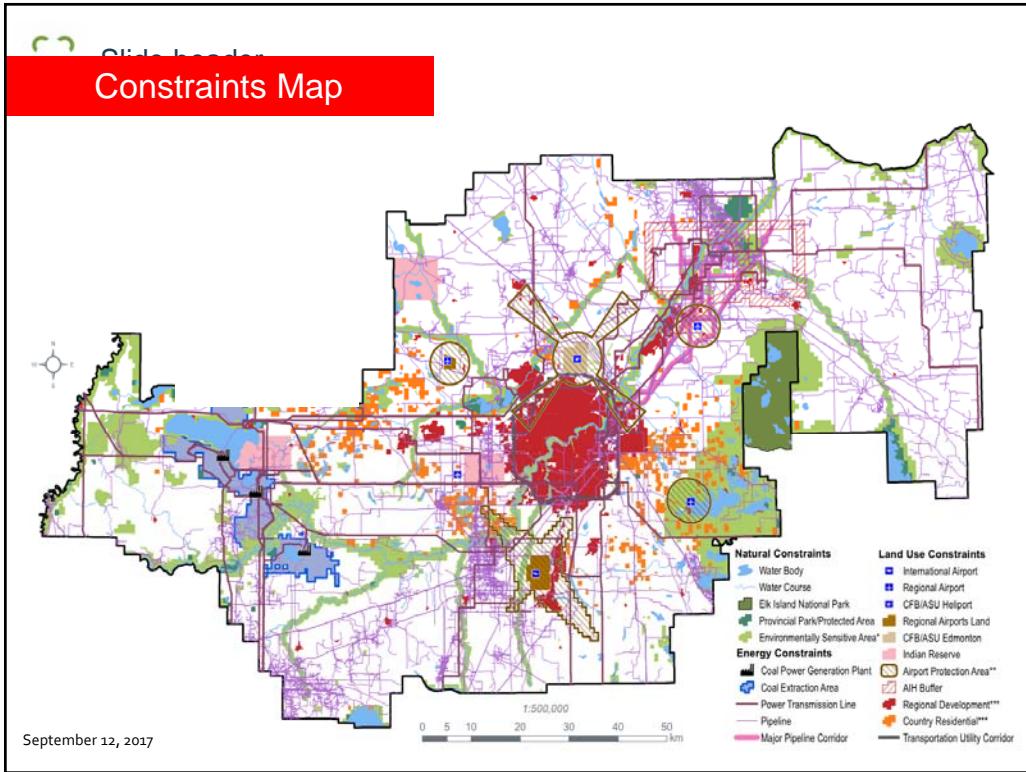 Slide header
Constraints Map
N
W E
S
Natural Constraints
Water Body
Water Course
Elk Island National Park
Provincial Park/Protected Area
Environmentally Sensitive Area*
Energy Constraints
Coal Power Generation Plant
Coal Extraction Area
Power Transmission Line
Pipeline
Major Pipeline Corridor
Land Use Constraints
International Airport
Regional Airport
CFB/ASU Heliport
Regional Airports Land
CFB/ASU Edmonton
Indian Reserve
Airport Protection Area**
AIH Buffer
Regional Development***
Country Residential***
Transportation Utility Corridor
1:500,000
0 5 10 20 30 40 50
km
September 12, 2017